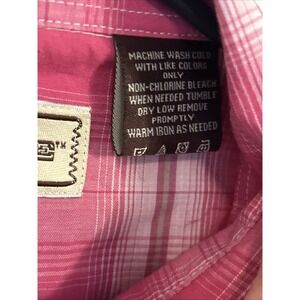 MACHINE WASH COLD
WITH LIKE COLORS
ONLY
NON-CHLORINE BLEACH
WHEN NEEDED TUMBLE
DRY LOW REMOVE
PROMPTLY
WARM IRON AS NEEDED
TM